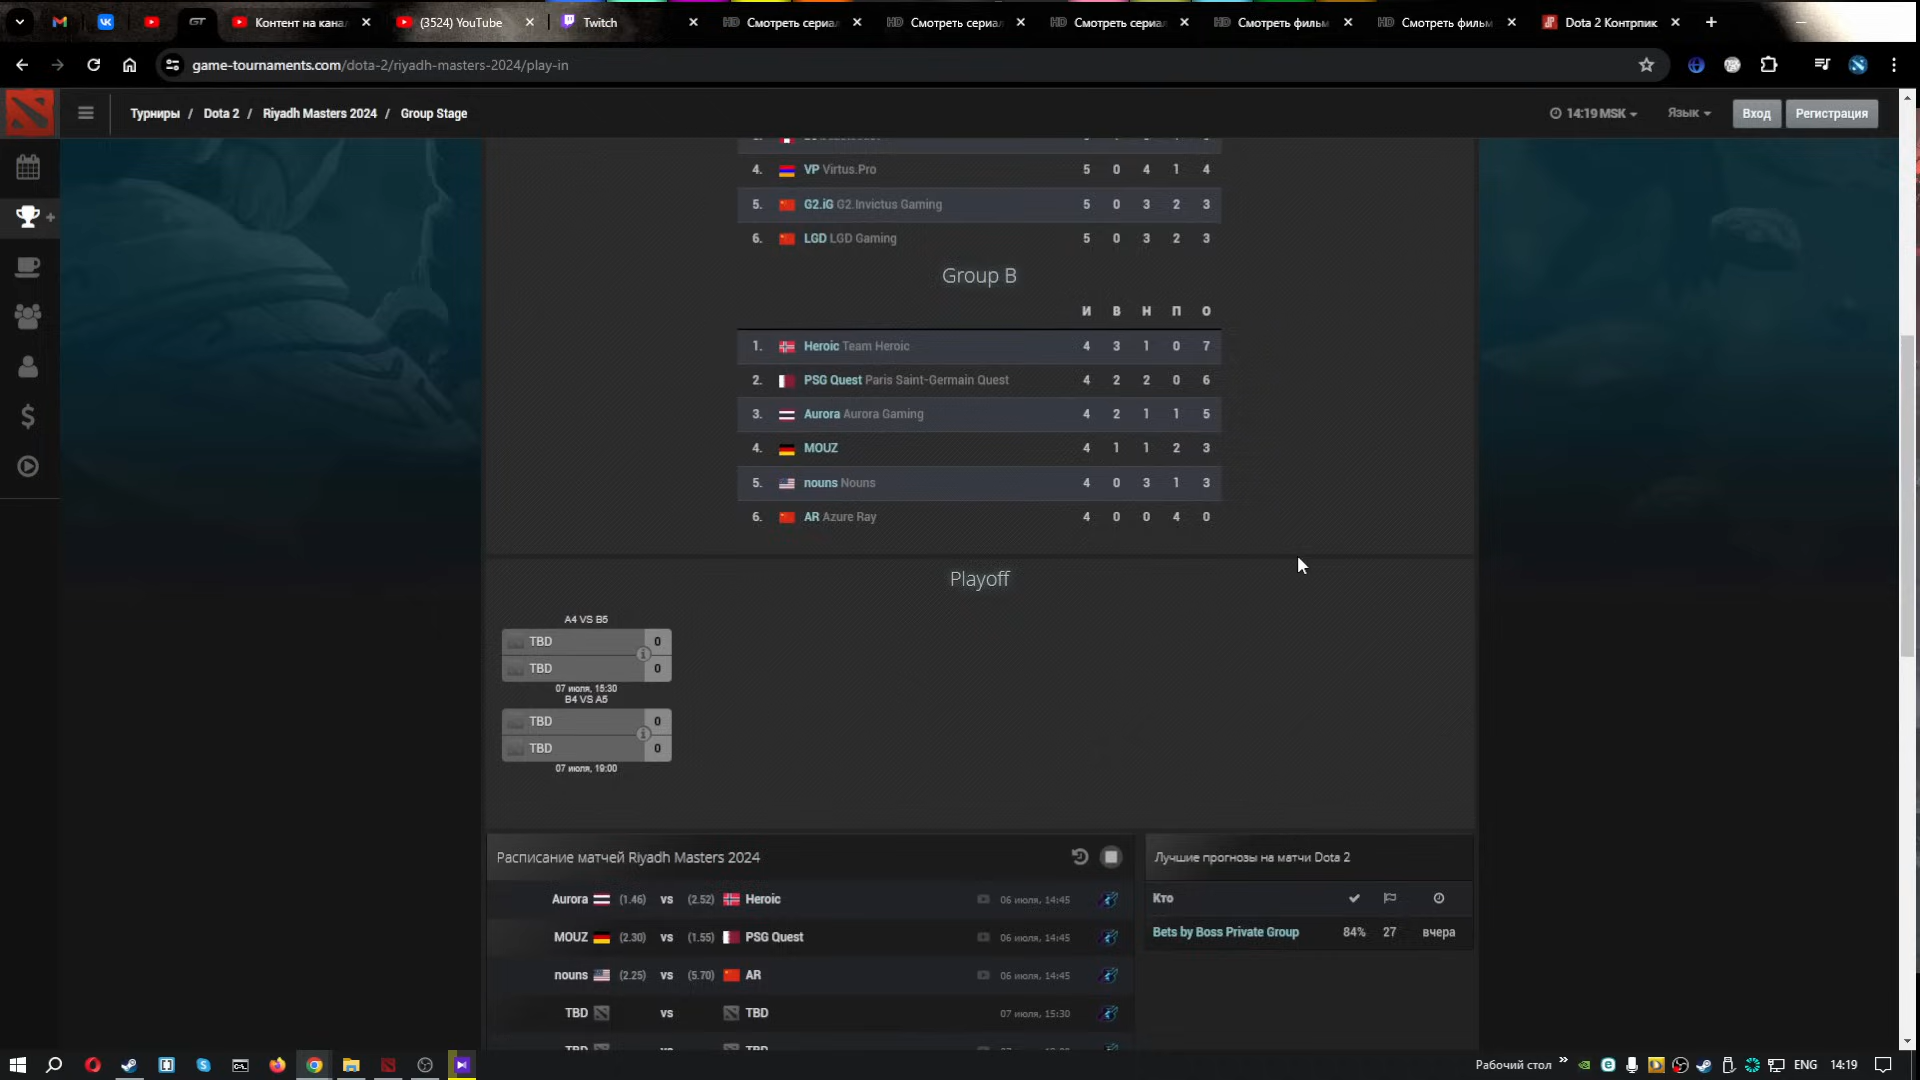 Контент на кана
(3524) YouTube
Twitch
Смотреть сериа
Смотреть сериал
Смотреть сериа
Смотреть фильм
Смотреть фильм
Dota 2 Контрпик
game-tournaments.com/dota-2/riyadh-masters-2024/play-in
Турниры / Dota 2 / Riyadh Masters 2024 / Group Stage
14:19 MSK
Язык
Вход
Регистрация
4. VP Virtus.Pro 5 0 4 1 4
5. G2.iG G2.Invictus Gaming 5 0 3 2 3
6. LGD LGD Gaming 5 0 3 2 3
Group B
И В Н П О
1. Heroic Team Heroic 4 3 1 0 7
2. PSG Quest Paris Saint-Germain Quest 4 2 2 0 6
3. Aurora Aurora Gaming 4 2 1 1 5
4. MOUZ 4 1 1 2 3
5. nouns Nouns 4 0 3 1 3
6. AR Azure Ray 4 0 0 4 0
Playoff
A4 VS B5
TBD 0
TBD 0
07 июля, 15:30
B4 VS A5
TBD 0
TBD 0
07 июля, 19:00
Расписание матчей Riyadh Masters 2024
Aurora (1.46) vs (2.52) Heroic 06 июля, 14:45
MOUZ (2.30) vs (1.55) PSG Quest 06 июля, 14:45
nouns (2.25) vs (5.70) AR 06 июля, 14:45
TBD vs TBD 07 июля, 15:30
Лучшие прогнозы на матчи Dota 2
Кто
Bets by Boss Private Group 84% 27 вчера
Рабочий стол
ENG
14:19